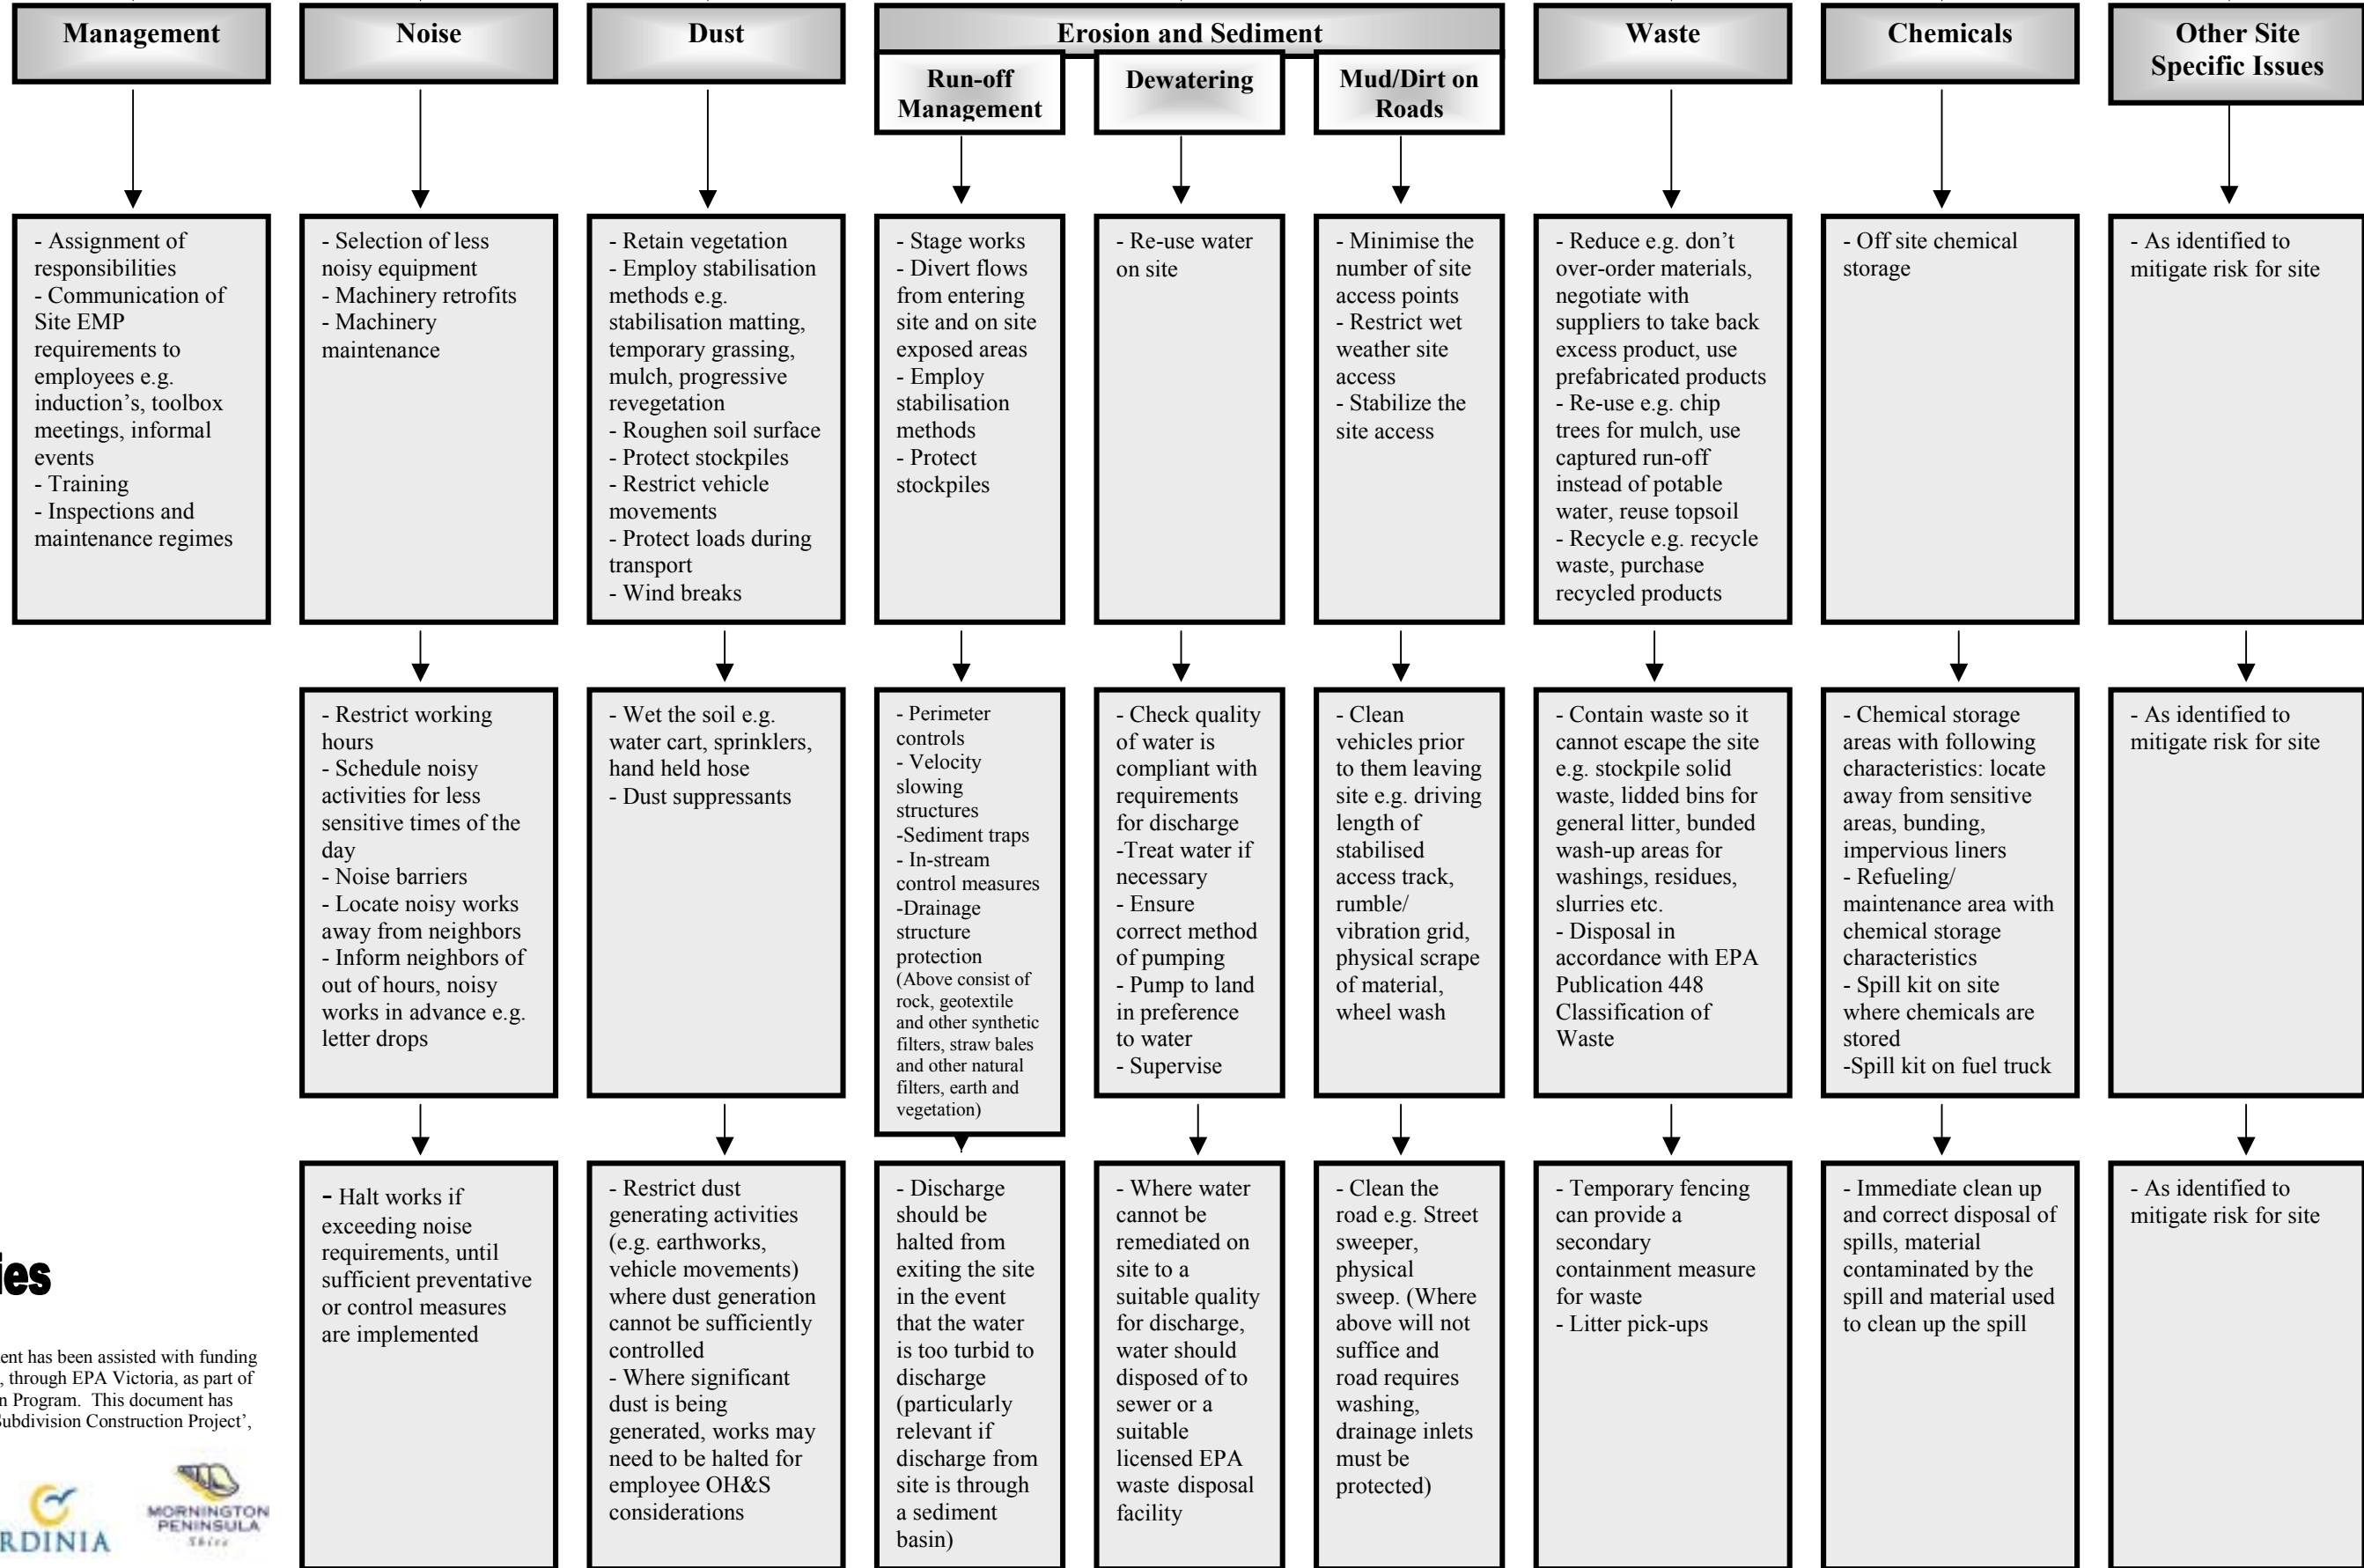 Management
Noise
Dust
Erosion and Sediment
Run-off
Management
Dewatering
Mud/Dirt on
Roads
Waste
Chemicals
Other Site
Specific Issues
- Assignment of
responsibilities
- Communication of
Site EMP
requirements to
employees e.g.
induction's, toolbox
meetings, informal
events
- Training
- Inspections and
maintenance regimes
- Selection of less
noisy equipment
- Machinery retrofits
- Machinery
maintenance
- Retain vegetation
- Employ stabilisation
methods e.g.
stabilisation matting,
temporary grassing,
mulch, progressive
revegetation
- Roughen soil surface
- Protect stockpiles
- Restrict vehicle
movements
- Protect loads during
transport
- Wind breaks
- Stage works
- Divert flows
from entering
site and on site
exposed areas
- Employ
stabilisation
methods
- Protect
stockpiles
- Re-use water
on site
- Minimise the
number of site
access points
- Restrict wet
weather site
access
- Stabilize the
site access
- Reduce e.g. don't
over-order materials,
negotiate with
suppliers to take back
excess product, use
prefabricated products
- Re-use e.g. chip
trees for mulch, use
captured run-off
instead of potable
water, reuse topsoil
- Recycle e.g. recycle
waste, purchase
recycled products
- Off site chemical
storage
- As identified to
mitigate risk for site
- Restrict working
hours
- Schedule noisy
activities for less
sensitive times of the
day
- Noise barriers
- Locate noisy works
away from neighbors
- Inform neighbors of
out of hours, noisy
works in advance e.g.
letter drops
- Wet the soil e.g.
water cart, sprinklers,
hand held hose
- Dust suppressants
- Perimeter
controls
- Velocity
slowing
structures
-Sediment traps
- In-stream
control measures
-Drainage
structure
protection
(Above consist of
rock, geotextile
and other synthetic
filters, straw bales
and other natural
filters, earth and
vegetation)
- Check quality
of water is
compliant with
requirements
for discharge
-Treat water if
necessary
- Ensure
correct method
of pumping
- Pump to land
in preference
to water
- Supervise
- Clean
vehicles prior
to them leaving
site e.g. driving
length of
stabilised
access track,
rumble/
vibration grid,
physical scrape
of material,
wheel wash
- Contain waste so it
cannot escape the site
e.g. stockpile solid
waste, lidded bins for
general litter, bunded
wash-up areas for
washings, residues,
slurries etc.
- Disposal in
accordance with EPA
Publication 448
Classification of
Waste
- Chemical storage
areas with following
characteristics: locate
away from sensitive
areas, bunding,
impervious liners
- Refueling/
maintenance area with
chemical storage
characteristics
- Spill kit on site
where chemicals are
stored
-Spill kit on fuel truck
- As identified to
mitigate risk for site
- Halt works if
exceeding noise
requirements, until
sufficient preventative
or control measures
are implemented
- Restrict dust
generating activities
(e.g. earthworks,
vehicle movements)
where dust generation
cannot be sufficiently
controlled
- Where significant
dust is being
generated, works may
need to be halted for
employee OH&S
considerations
- Discharge
should be
halted from
exiting the site
in the event
that the water
is too turbid to
discharge
(particularly
relevant if
discharge from
site is through
a sediment
basin)
- Where water
cannot be
remediated on
site to a
suitable quality
for discharge,
water should
disposed of to
sewer or a
suitable
licensed EPA
waste disposal
facility
- Clean the
road e.g. Street
sweeper,
physical
sweep. (Where
above will not
suffice and
road requires
washing,
drainage inlets
must be
protected)
- Temporary fencing
can provide a
secondary
containment measure
for waste
- Litter pick-ups
- Immediate clean up
and correct disposal of
spills, material
contaminated by the
spill and material used
to clean up the spill
- As identified to
mitigate risk for site
ies
ent has been assisted with funding
, through EPA Victoria, as part of
n Program.  This document has
Subdivision Construction Project',
RDINIA
MORNINGTON
PENINSULA
Shire